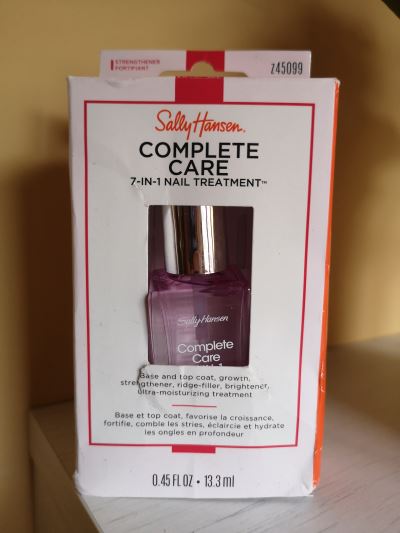 STRENGTHENER
FORTIFIANT
Z45099
Sally Hansen.
COMPLETE
CARE
7-IN-1 NAIL TREATMENT™
Sally Hansen
Complete
Care
Base and top coat, growth,
strengthener, ridge-filler, brightener,
ultra-moisturizing treatment
Base et top coat, favorise la croissance,
fortifie, comble les stries, éclaircie et hydrate
les ongles en profondeur
0.45 FL OZ • 13.3 ml